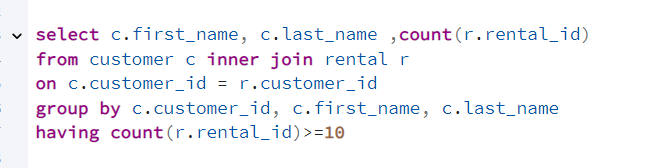 select c.first_name, c.last_name ,count(r.rental_id)
from customer c inner join rental r
on c.customer_id = r.customer_id
group by c.customer_id, c.first_name, c.last_name
having count(r.rental_id)>=10